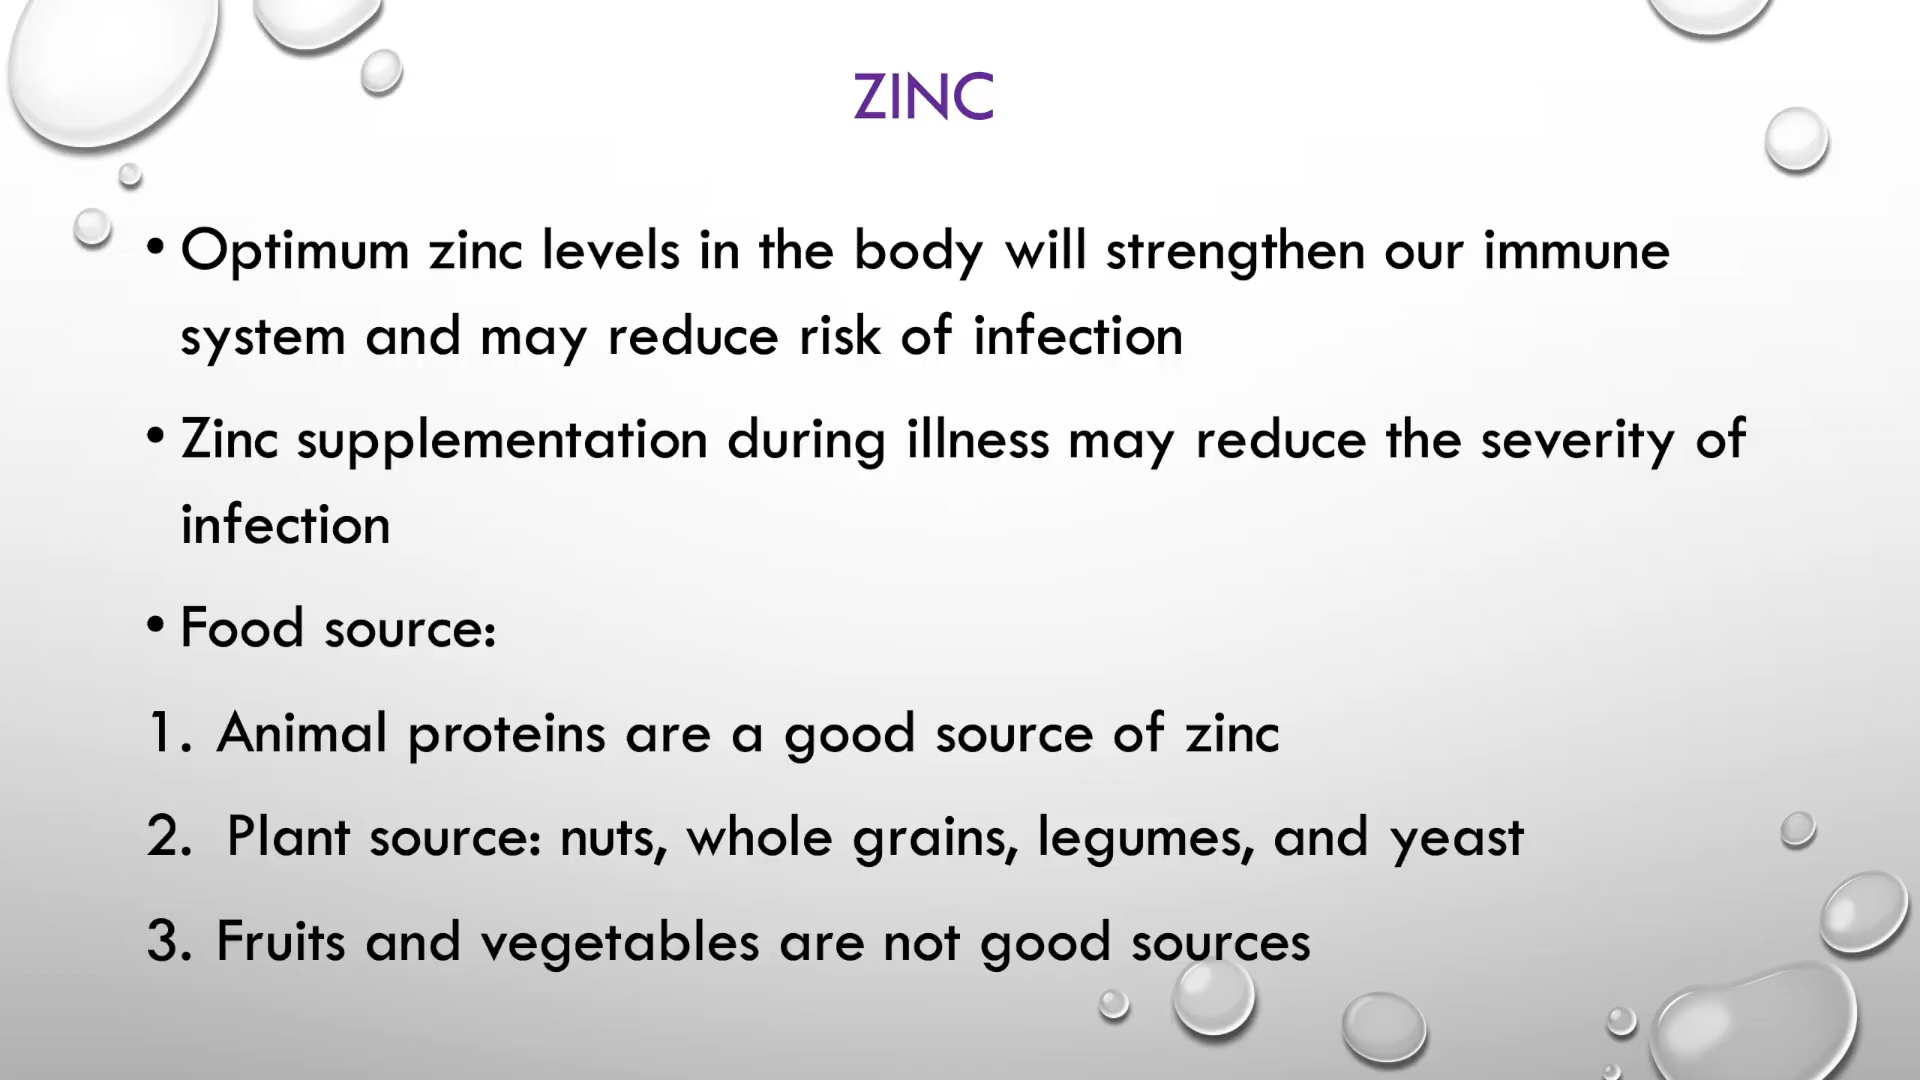 ZINC
• Optimum zinc levels in the body will strengthen our immune
system and may reduce risk of infection
• Zinc supplementation during illness may reduce the severity of
infection
• Food source:
1. Animal proteins are a good source of zinc
2. Plant source: nuts, whole grains, legumes, and yeast
3. Fruits and vegetables are not good sources